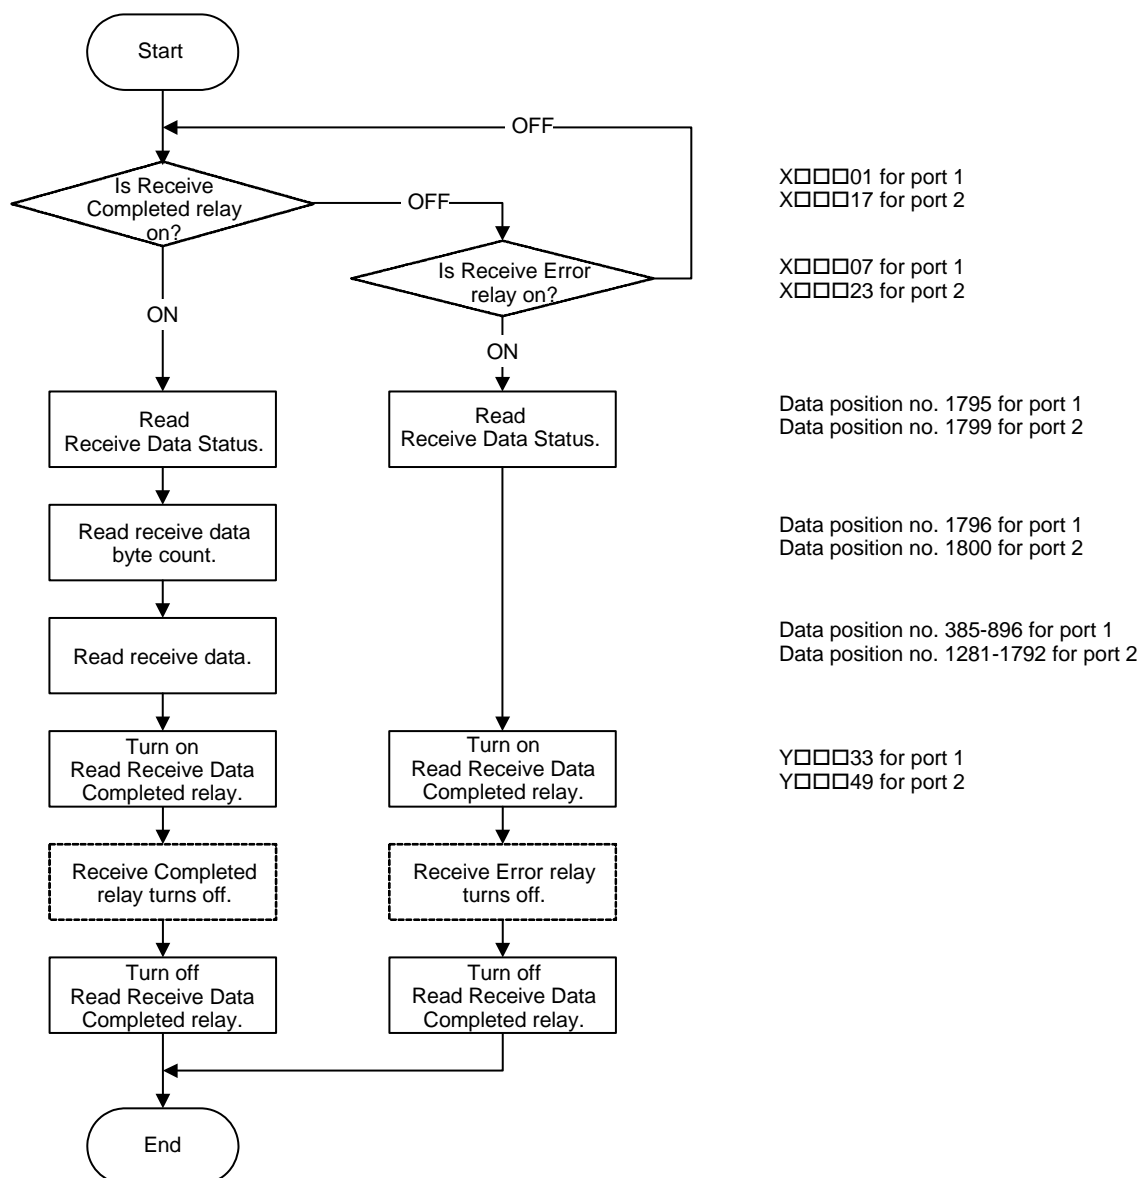 Start
OFF
Is Receive
Completed relay
on?
OFF
X□□□01 for port 1
X□□□17 for port 2
Is Receive Error
relay on?
X□□□07 for port 1
X□□□23 for port 2
ON
ON
Read
Receive Data Status.
Read
Receive Data Status.
Data position no. 1795 for port 1
Data position no. 1799 for port 2
Read receive data
byte count.
Data position no. 1796 for port 1
Data position no. 1800 for port 2
Read receive data.
Data position no. 385-896 for port 1
Data position no. 1281-1792 for port 2
Turn on
Read Receive Data
Completed relay.
Turn on
Read Receive Data
Completed relay.
Y□□□33 for port 1
Y□□□49 for port 2
Receive Completed
relay turns off.
Receive Error relay
turns off.
Turn off
Read Receive Data
Completed relay.
Turn off
Read Receive Data
Completed relay.
End